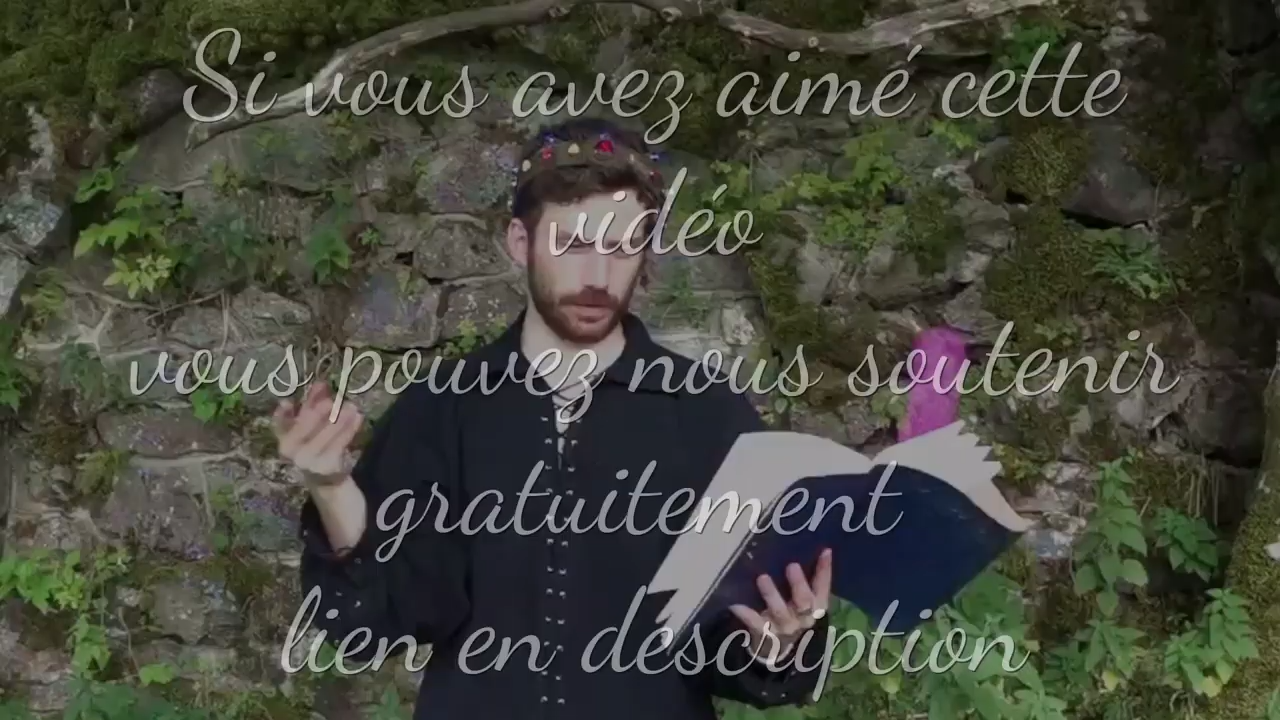 Si vous avez aimé cette
vidéo
vous pouvez nous soutenir
gratuitement
lien en description